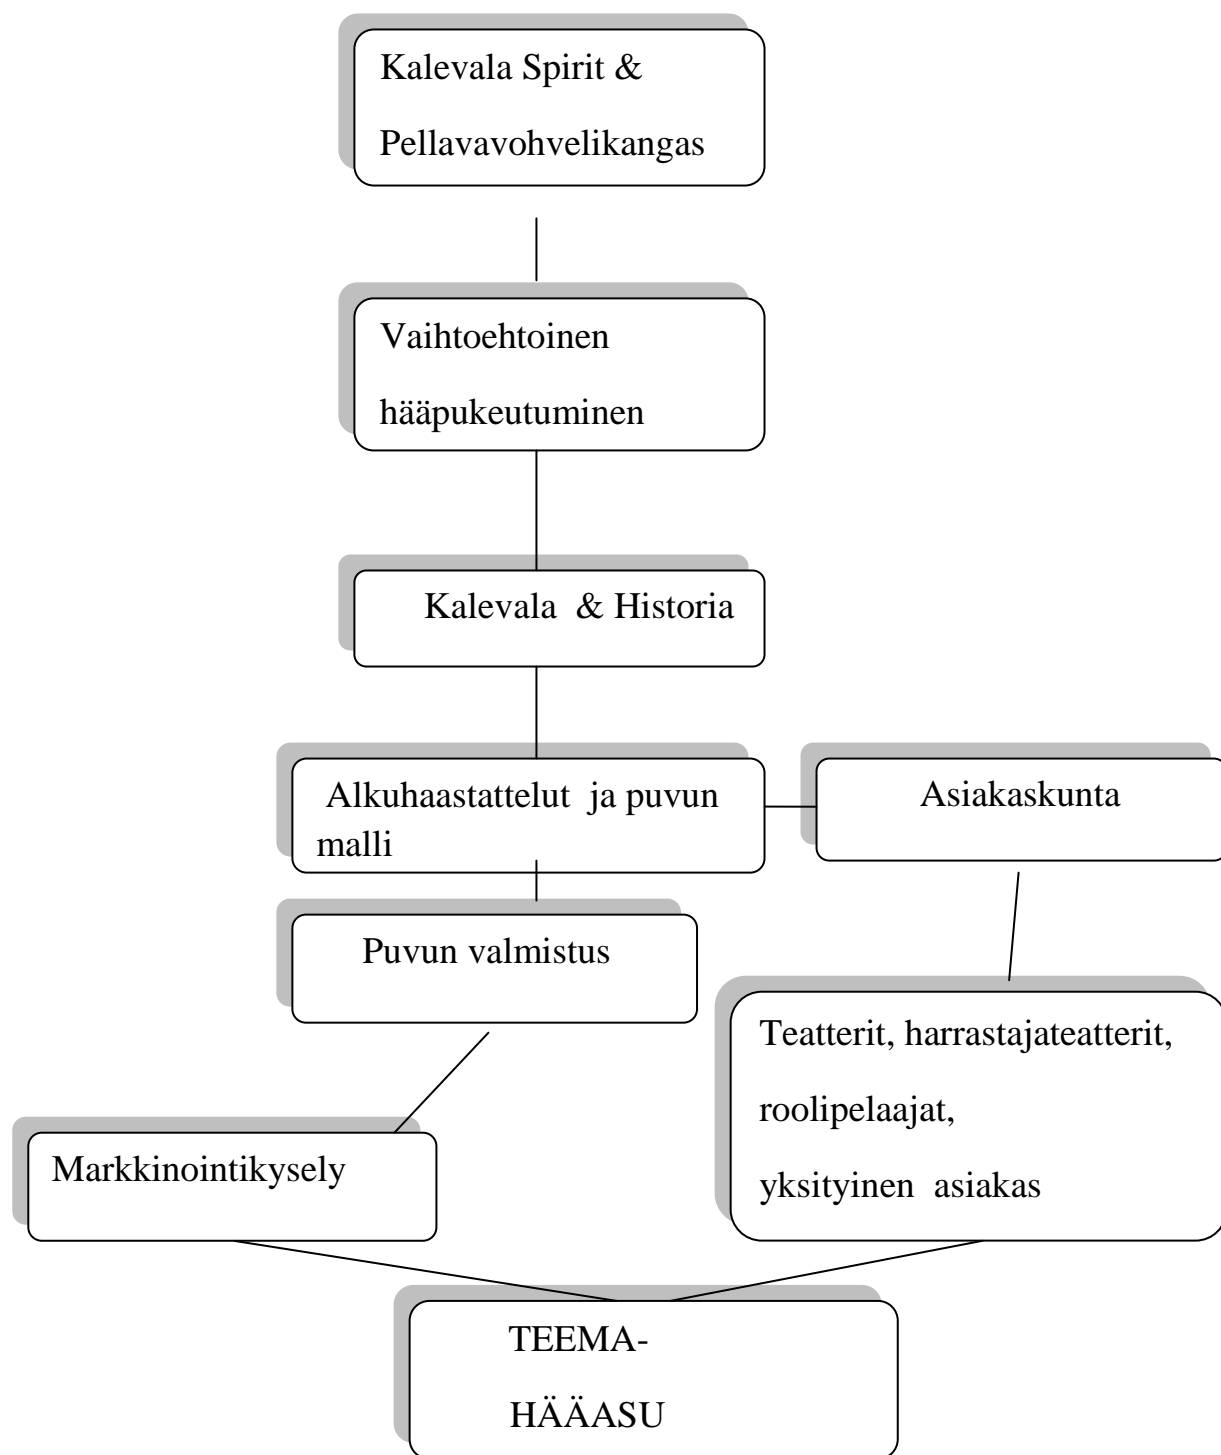 Kalevala Spirit &
Pellavavohvelikangas
Vaihtoehtoinen
hääpukeutuminen
Kalevala & Historia
Alkuhaastattelut ja puvun
malli
Asiakaskunta
Puvun valmistus
Teatterit, harrastajateatterit,
roolipelaajat,
yksityinen asiakas
Markkinointikysely
TEEMA-
HÄÄASU